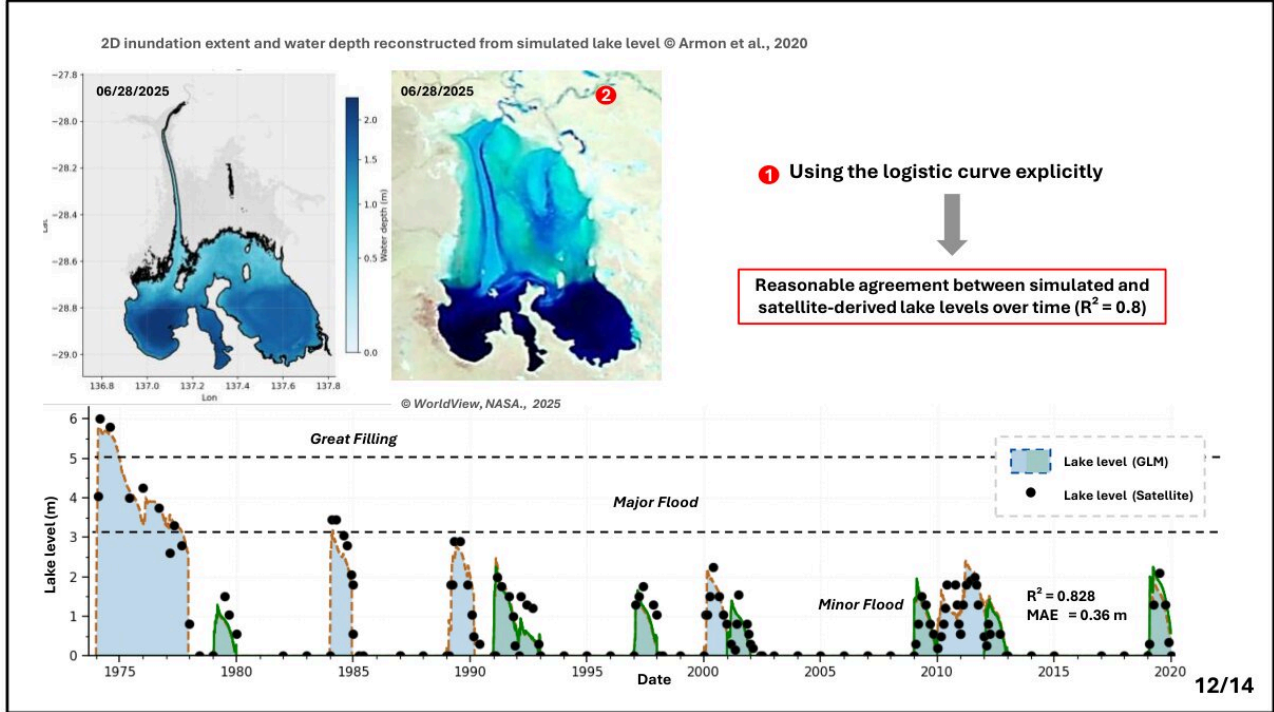 2D inundation extent and water depth reconstructed from simulated lake level © Armon et al., 2020
06/28/2025
−27.8
−28.0
−28.2
−28.4
−28.6
−28.8
−29.0
136.8 137.0 137.2 137.4 137.6 137.8
Lon
2.0
1.5
1.0
0.5
0.0
Water depth (m)
06/28/2025
2
© WorldView, NASA., 2025
1 Using the logistic curve explicitly
Reasonable agreement between simulated and
satellite-derived lake levels over time (R² = 0.8)
Lake level (m)
6
5
4
3
2
1
0
Great Filling
Major Flood
Minor Flood
Lake level (GLM)
Lake level (Satellite)
R² = 0.828
MAE = 0.36 m
1975 1980 1985 1990 1995 2000 2005 2010 2015 2020
Date
12/14